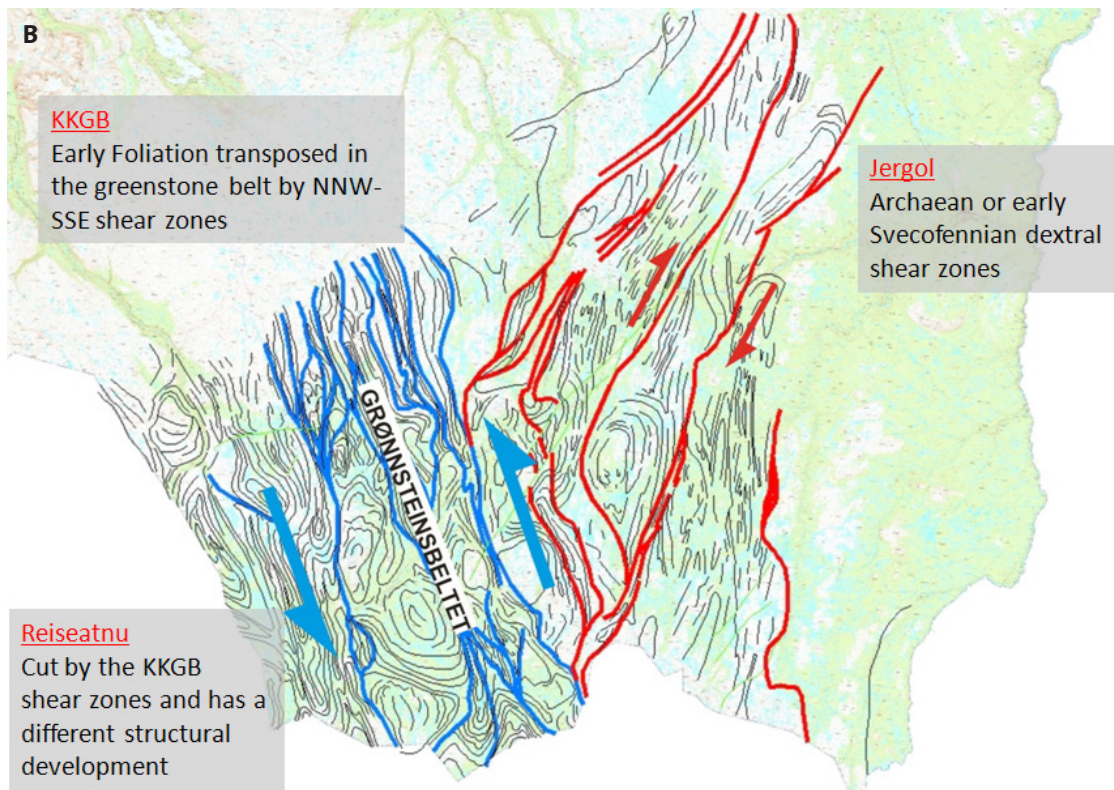 B
KKGB
Early Foliation transposed in
the greenstone belt by NNW-
SSE shear zones
Jergol
Archaean or early
Svecofennian dextral
shear zones
GRØNNSTEINSBELTET
Reiseatnu
Cut by the KKGB
shear zones and has a
different structural
development